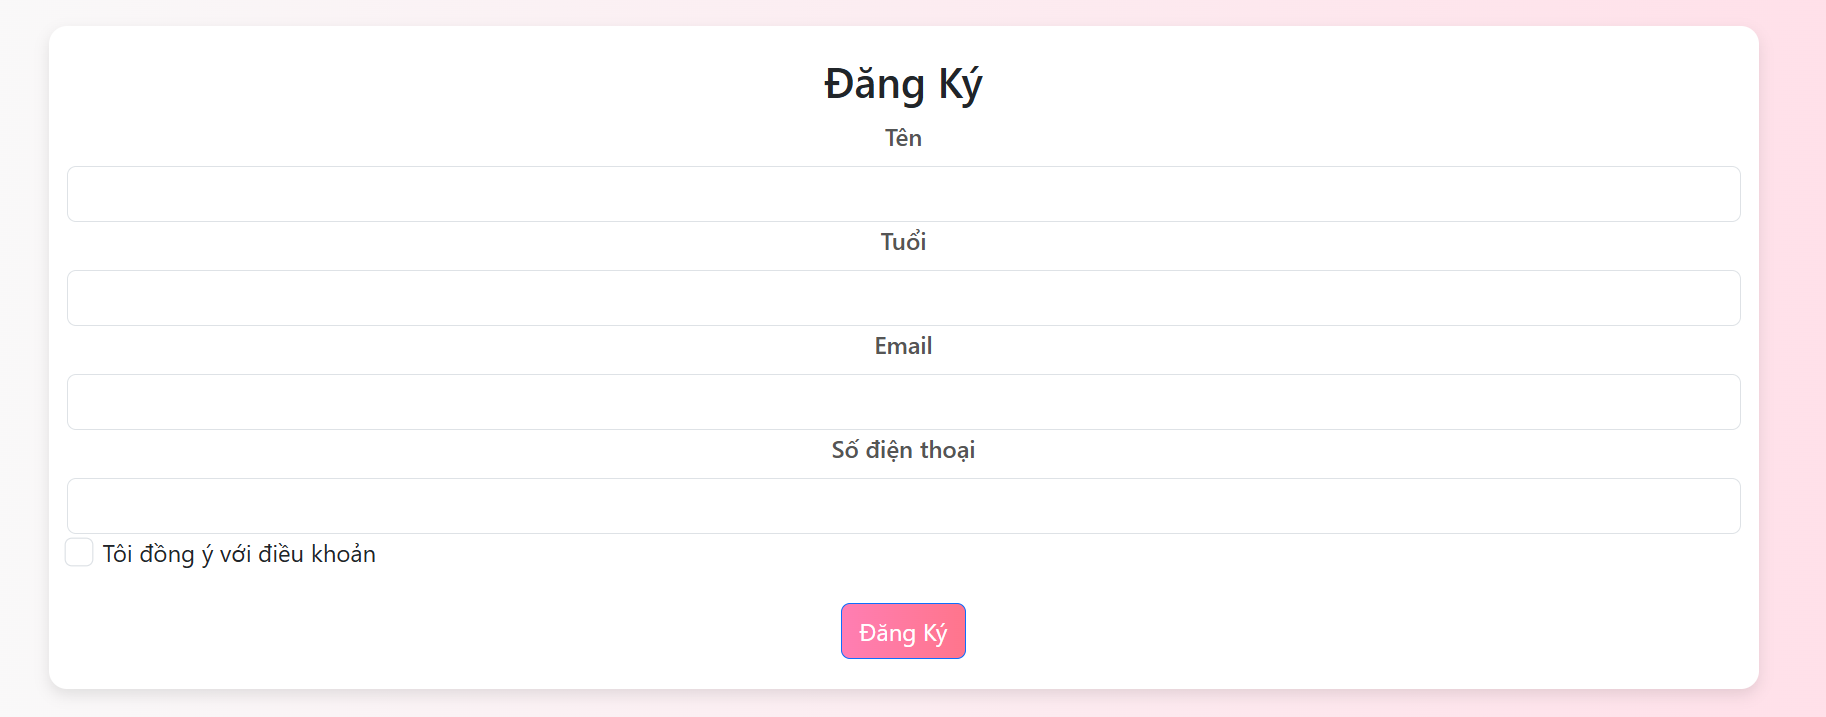 Đăng Ký
Tên
Tuổi
Email
Số điện thoại
Tôi đồng ý với điều khoản
Đăng Ký